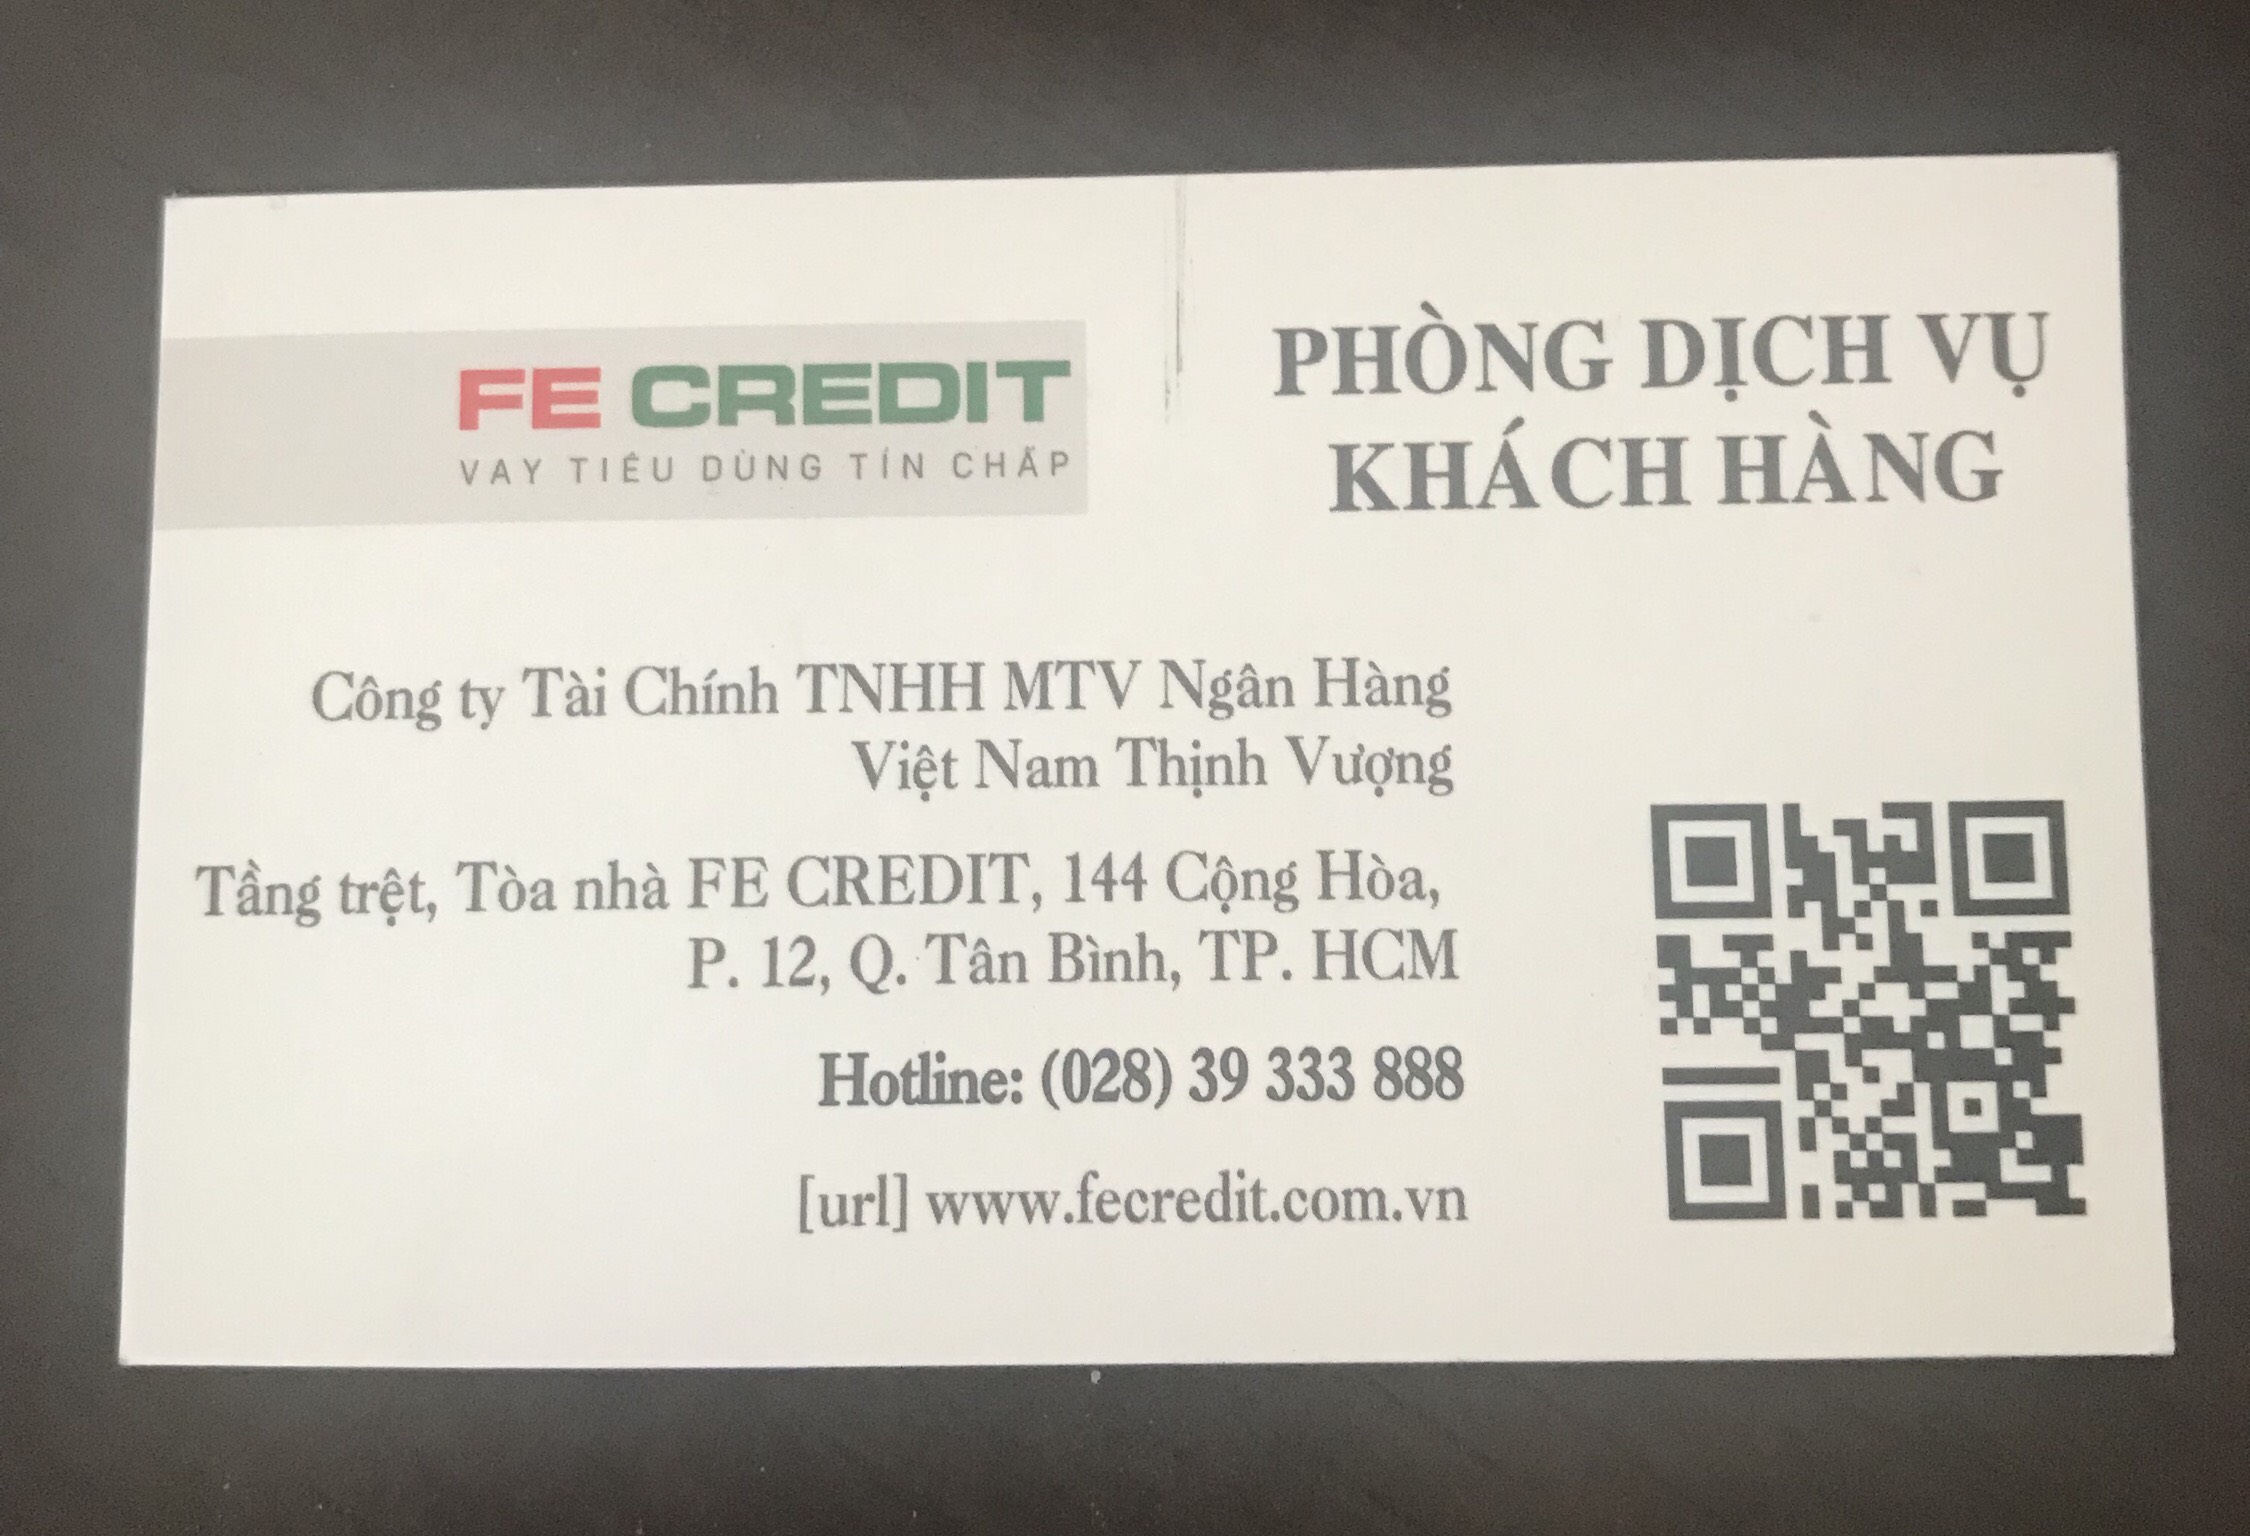 FE CREDIT
VAY TIÊU DÙNG TÍN CHẤP
PHÒNG DỊCH VỤ
KHÁCH HÀNG
Công ty Tài Chính TNHH MTV Ngân Hàng
Việt Nam Thịnh Vượng
Tầng trệt, Tòa nhà FE CREDIT, 144 Cộng Hòa,
P. 12, Q. Tân Bình, TP. HCM
Hotline: (028) 39 333 888
[url] www.fecredit.com.vn